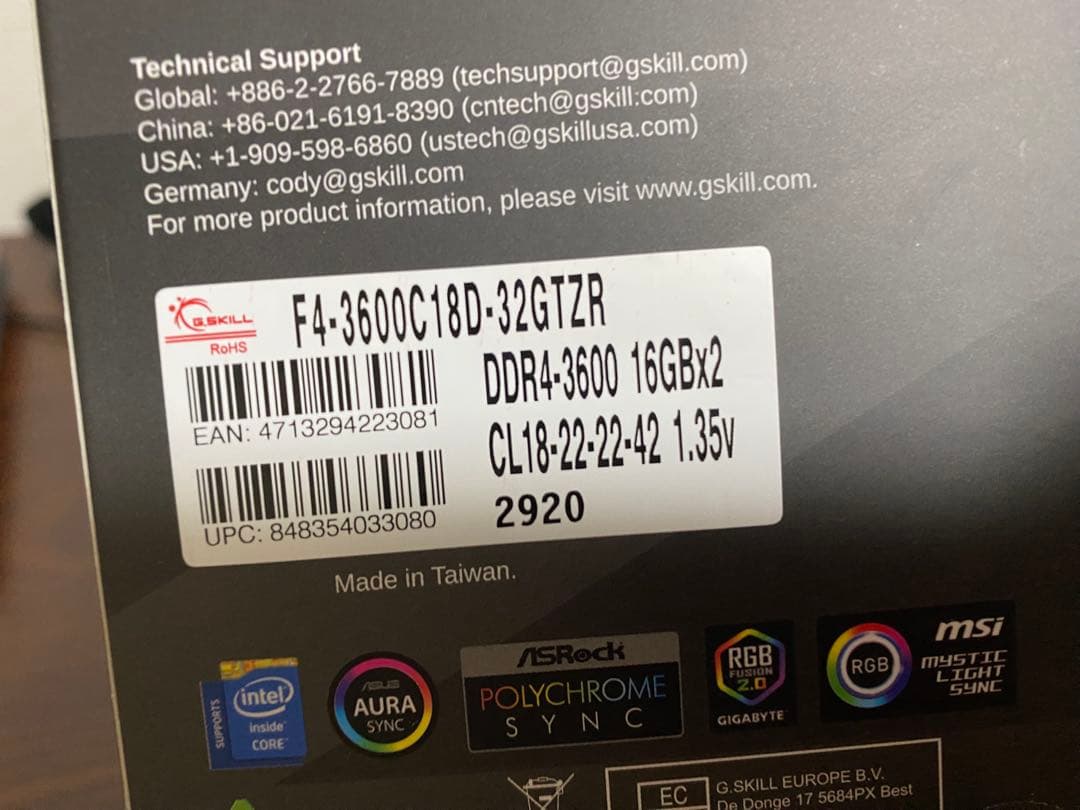 Technical Support
Global: +886-2-2766-7889 (techsupport@gskill.com)
China: +86-021-6191-8390 (cntech@gskill.com)
USA: +1-909-598-6860 (ustech@gskillusa.com)
Germany: cody@gskill.com
For more product information, please visit www.gskill.com.
G.SKILL
RoHS
F4-3600C18D-32GTZR
DDR4-3600 16GBx2
EAN: 4713294223081
CL18-22-22-42 1.35v
UPC: 848354033080
2920
Made in Taiwan.
SUPPORTS
intel
inside
CORE
ASUS
AURA
SYNC
ASRock
POLYCHROME
SYNC
RGB
FUSION
2.0
GIGABYTE
RGB
msi
MYSTIC
LIGHT
SYNC
EC
G.SKILL EUROPE B.V.
De Donge 17 5684PX Best